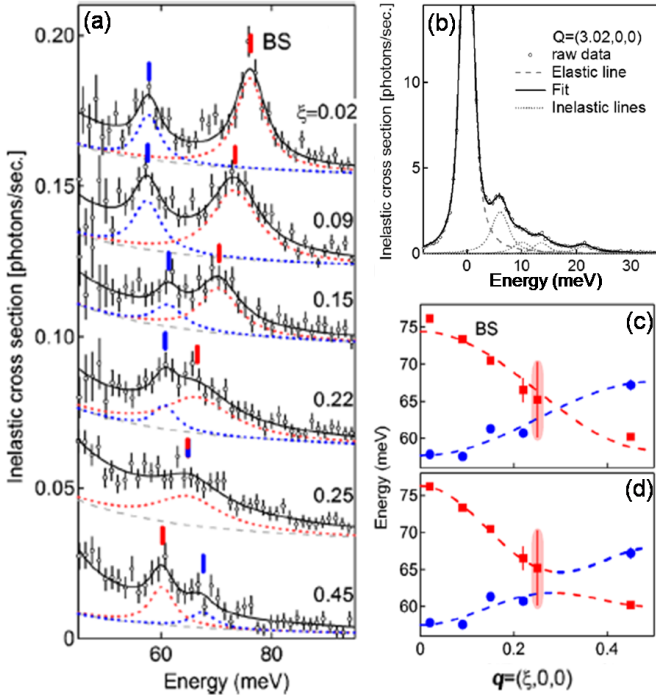 (a)
BS
ξ=0.02
0.09
0.15
0.22
0.25
0.45
0.20
0.15
0.10
0.05
0
Inelastic cross section [photons/sec.]
60
80
Energy (meV)
(b)
Q=(3.02,0,0)
raw data
Elastic line
Fit
Inelastic lines
10
5
0
Inelastic cross section [photons/sec.]
0
10
20
30
Energy (meV)
(c)
BS
75
70
65
60
55
(d)
75
70
65
60
Energy (meV)
0.0
0.2
0.4
q=(ξ,0,0)